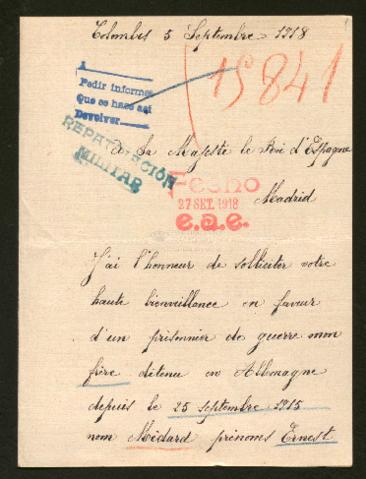 Colombes 5 Septembre 1918
15841
A
Pedir informes
Que se hace así
Devolver
REPATRIACIÓN
MILITAR
à Sa Majesté le Roi d'Espagne
Madrid
Fecho
27 SET. 1918
e.a.e.
J'ai l'honneur de solliciter votre
haute bienveillance en faveur
d'un prisonnier de guerre mon
frère détenu en Allemagne
depuis le 25 septembre 1915
nom Médard prénoms Ernest